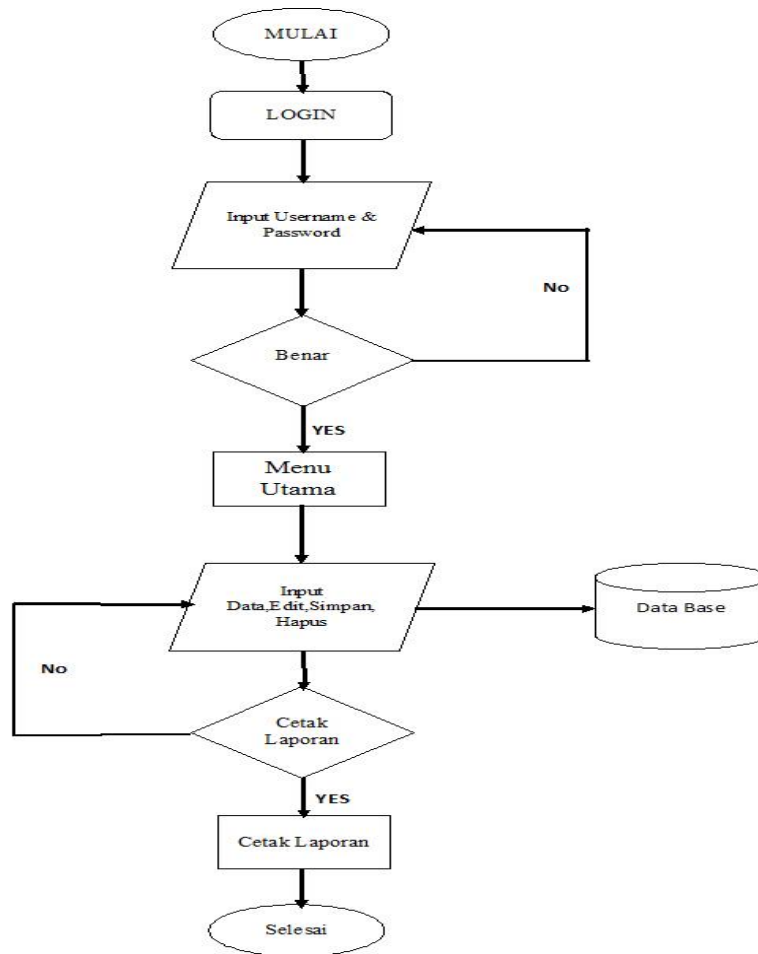 MULAI
LOGIN
Input Username &
Password
No
Benar
YES
Menu
Utama
Input
Data,Edit,Simpan,
Hapus
Data Base
No
Cetak
Laporan
YES
Cetak Laporan
Selesai